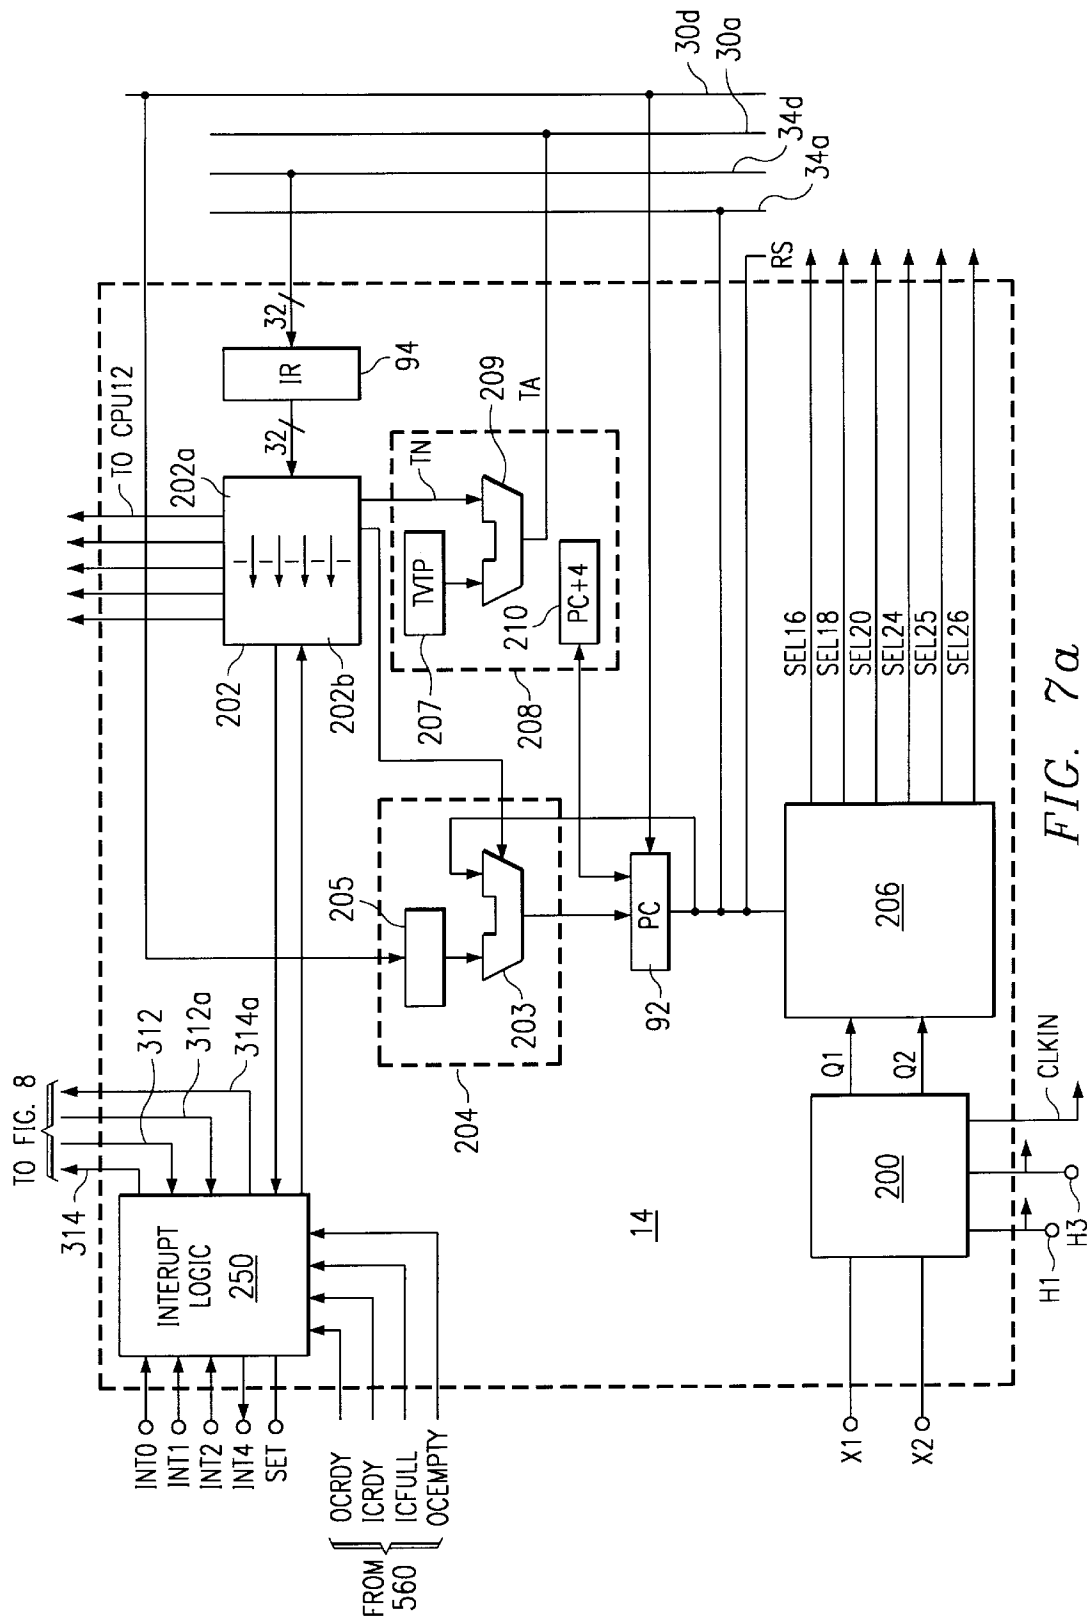 TO FIG. 8
314
312
312a
314a
INT0
INT1
INT2
INT4
SET
INTERUPT
LOGIC
250
OCRDY
ICRDY
ICFULL
OCEMPTY
FROM
560
TO CPU12
202a
202
202b
32
IR
94
32
TN
TVTP
207
209
TA
210
PC+4
208
205
203
204
PC
92
30d
30a
34d
34a
RS
14
X1
X2
200
Q1
Q2
206
SEL16
SEL18
SEL20
SEL24
SEL25
SEL26
H1
H3
CLKIN
FIG. 7a